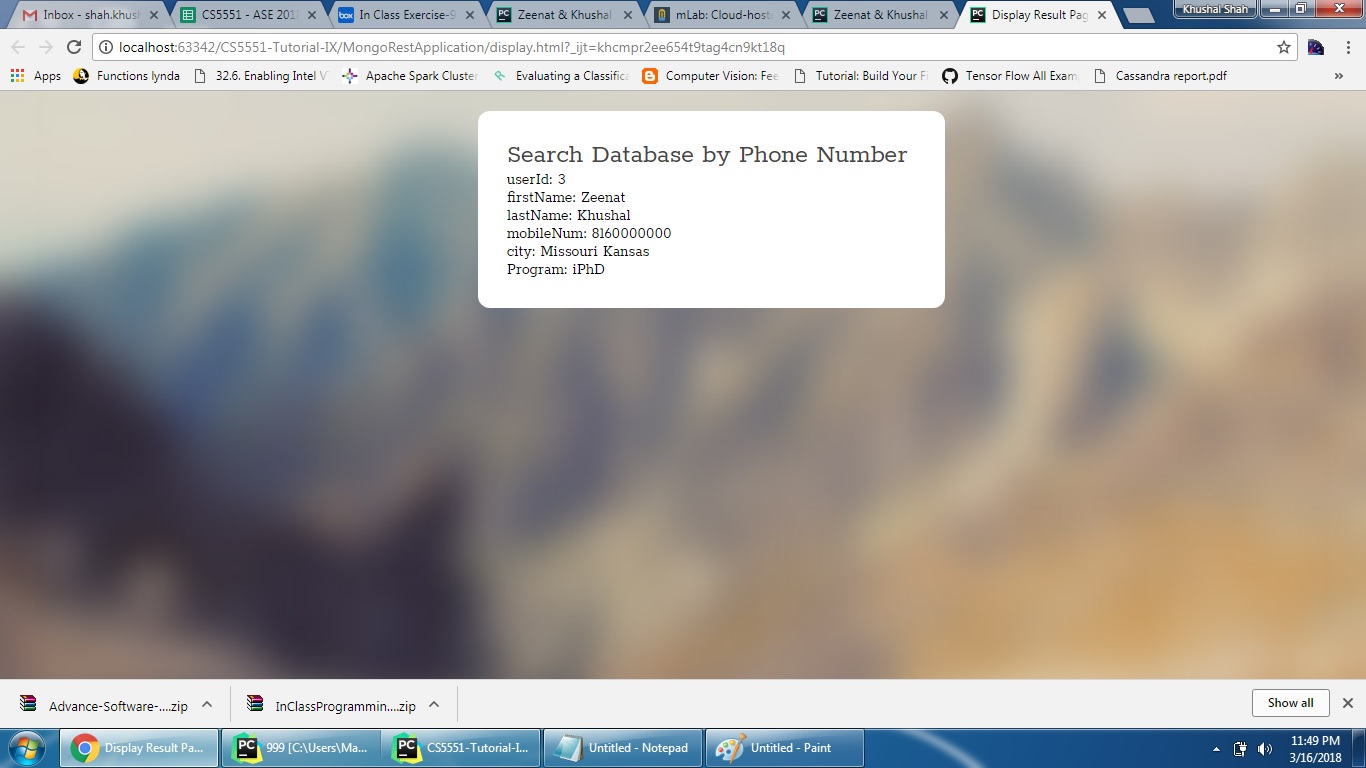 Inbox - shah.khush
CS5551 - ASE 201
In Class Exercise-9
Zeenat & Khushal
mLab: Cloud-host
Zeenat & Khushal
Display Result Pag
Khushal Shah
localhost:63342/CS5551-Tutorial-IX/MongoRestApplication/display.html?_ijt=khcmpr2ee654t9tag4cn9kt18q
Apps
Functions lynda
32.6. Enabling Intel V
Apache Spark Cluster
Evaluating a Classifica
Computer Vision: Fee
Tutorial: Build Your Fi
Tensor Flow All Exam
Cassandra report.pdf
»
Search Database by Phone Number
userId: 3
firstName: Zeenat
lastName: Khushal
mobileNum: 8160000000
city: Missouri Kansas
Program: iPhD
Advance-Software-....zip
InClassProgrammin....zip
Show all
Display Result Pa...
999 [C:\Users\Ma...
CS5551-Tutorial-I...
Untitled - Notepad
Untitled - Paint
11:49 PM
3/16/2018